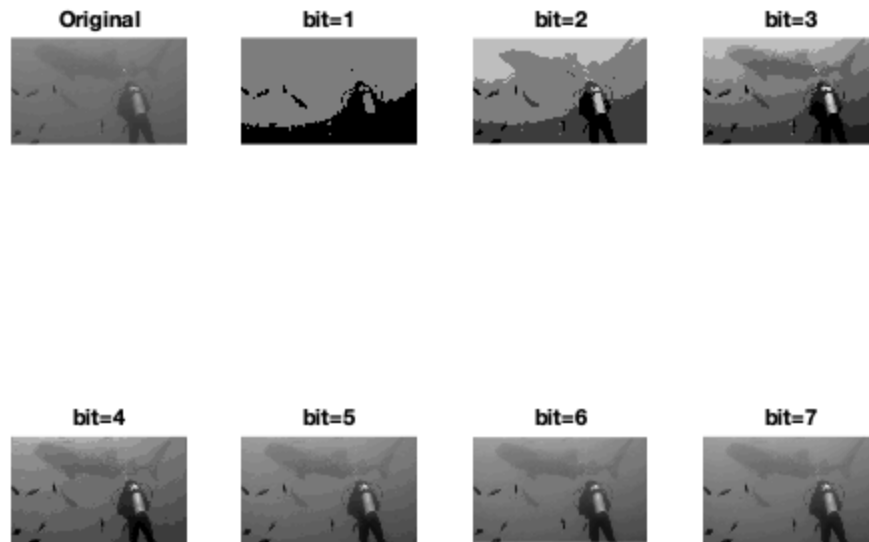 Original
bit=1
bit=2
bit=3
bit=4
bit=5
bit=6
bit=7